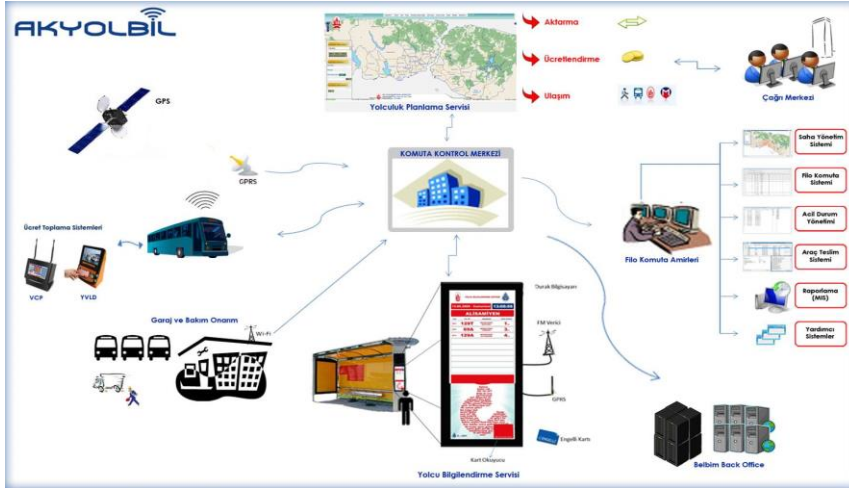 AKYOLBİL
GPS
Aktarma
Ücretlendirme
Ulaşım
Yolculuk Planlama Servisi
Çağrı Merkezi
GPRS
KOMUTA KONTROL MERKEZİ
Saha Yönetim
Sistemi
Filo Komuta
Sistemi
Acil Durum
Yönetimi
Araç Teslim
Sistemi
Raporlama
(MIS)
Yardımcı
Sistemler
Filo Komuta Amirleri
Ücret Toplama Sistemleri
VCP
YVLD
Garaj ve Bakım Onarım
Wi-Fi
Durak Bilgisayarı
FM Verici
GPRS
Engelli Kartı
ALİSAMİYEN
Kart Okuyucu
Yolcu Bilgilendirme Servisi
Belbim Back Office